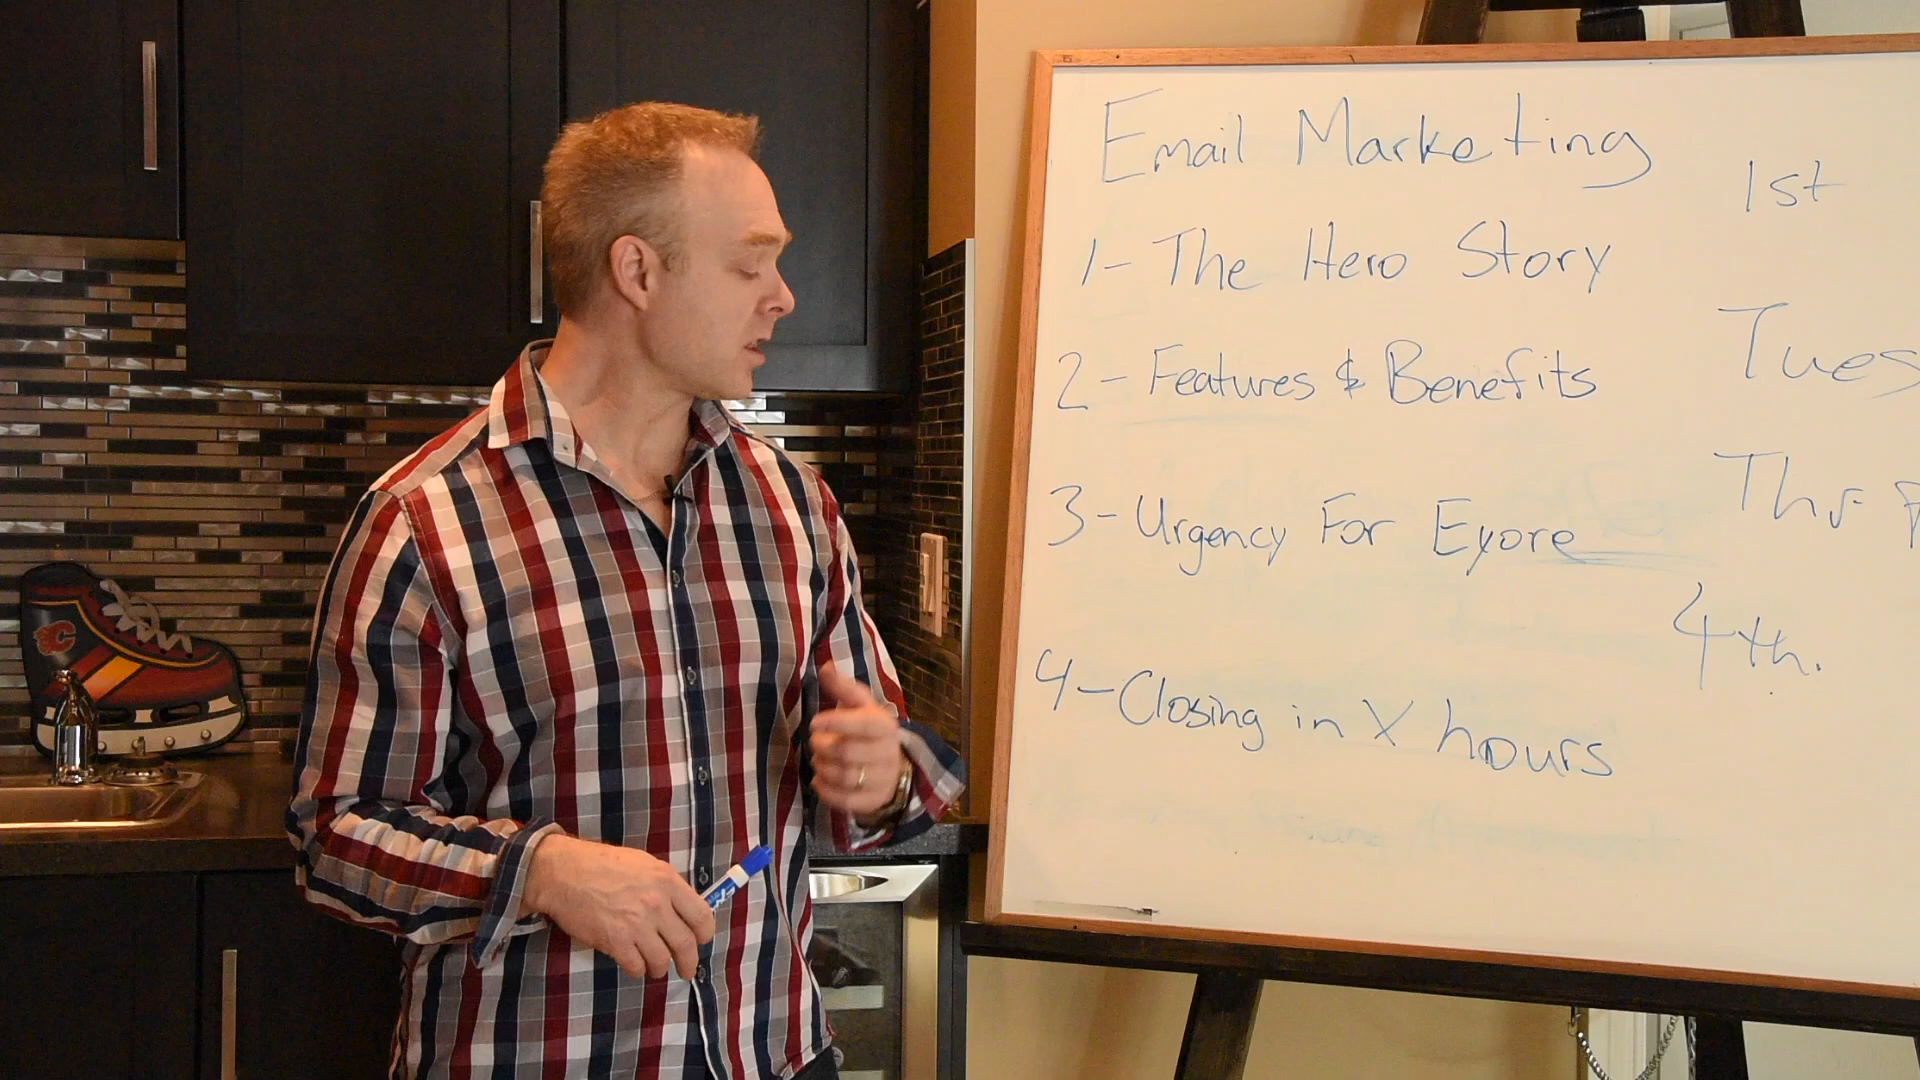 Email Marketing
1st
1- The Hero Story
Tues
2- Features & Benefits
3- Urgency For Eyore
4th.
4- Closing in X hours